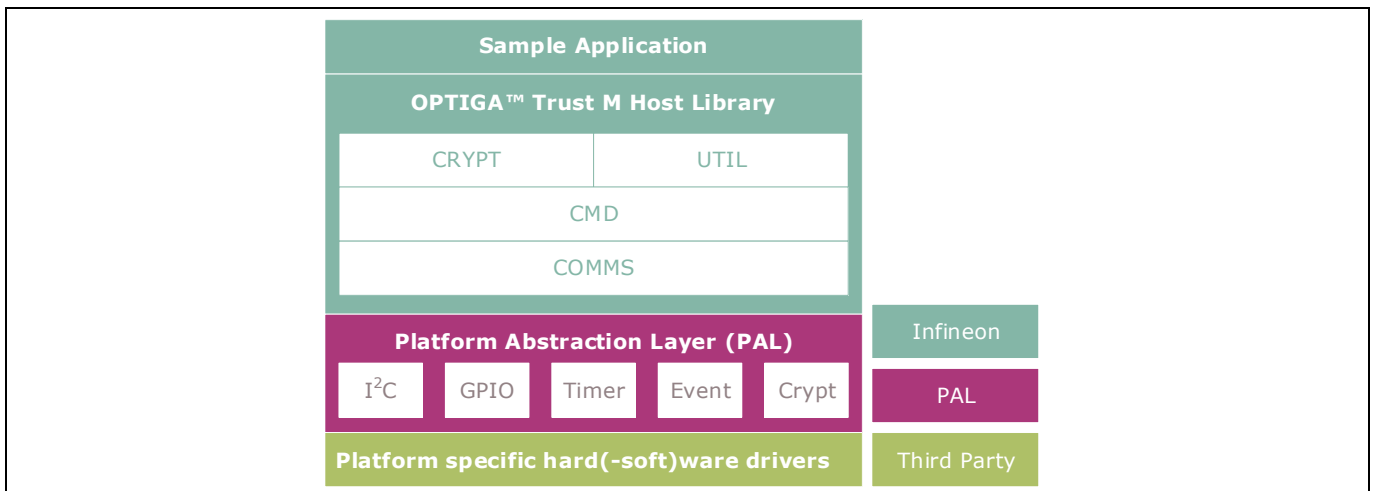 Sample Application
OPTIGA™ Trust M Host Library
CRYPT UTIL
CMD
COMMS
Platform Abstraction Layer (PAL)
I²C GPIO Timer Event Crypt
Platform specific hard(-soft)ware drivers
Infineon
PAL
Third Party